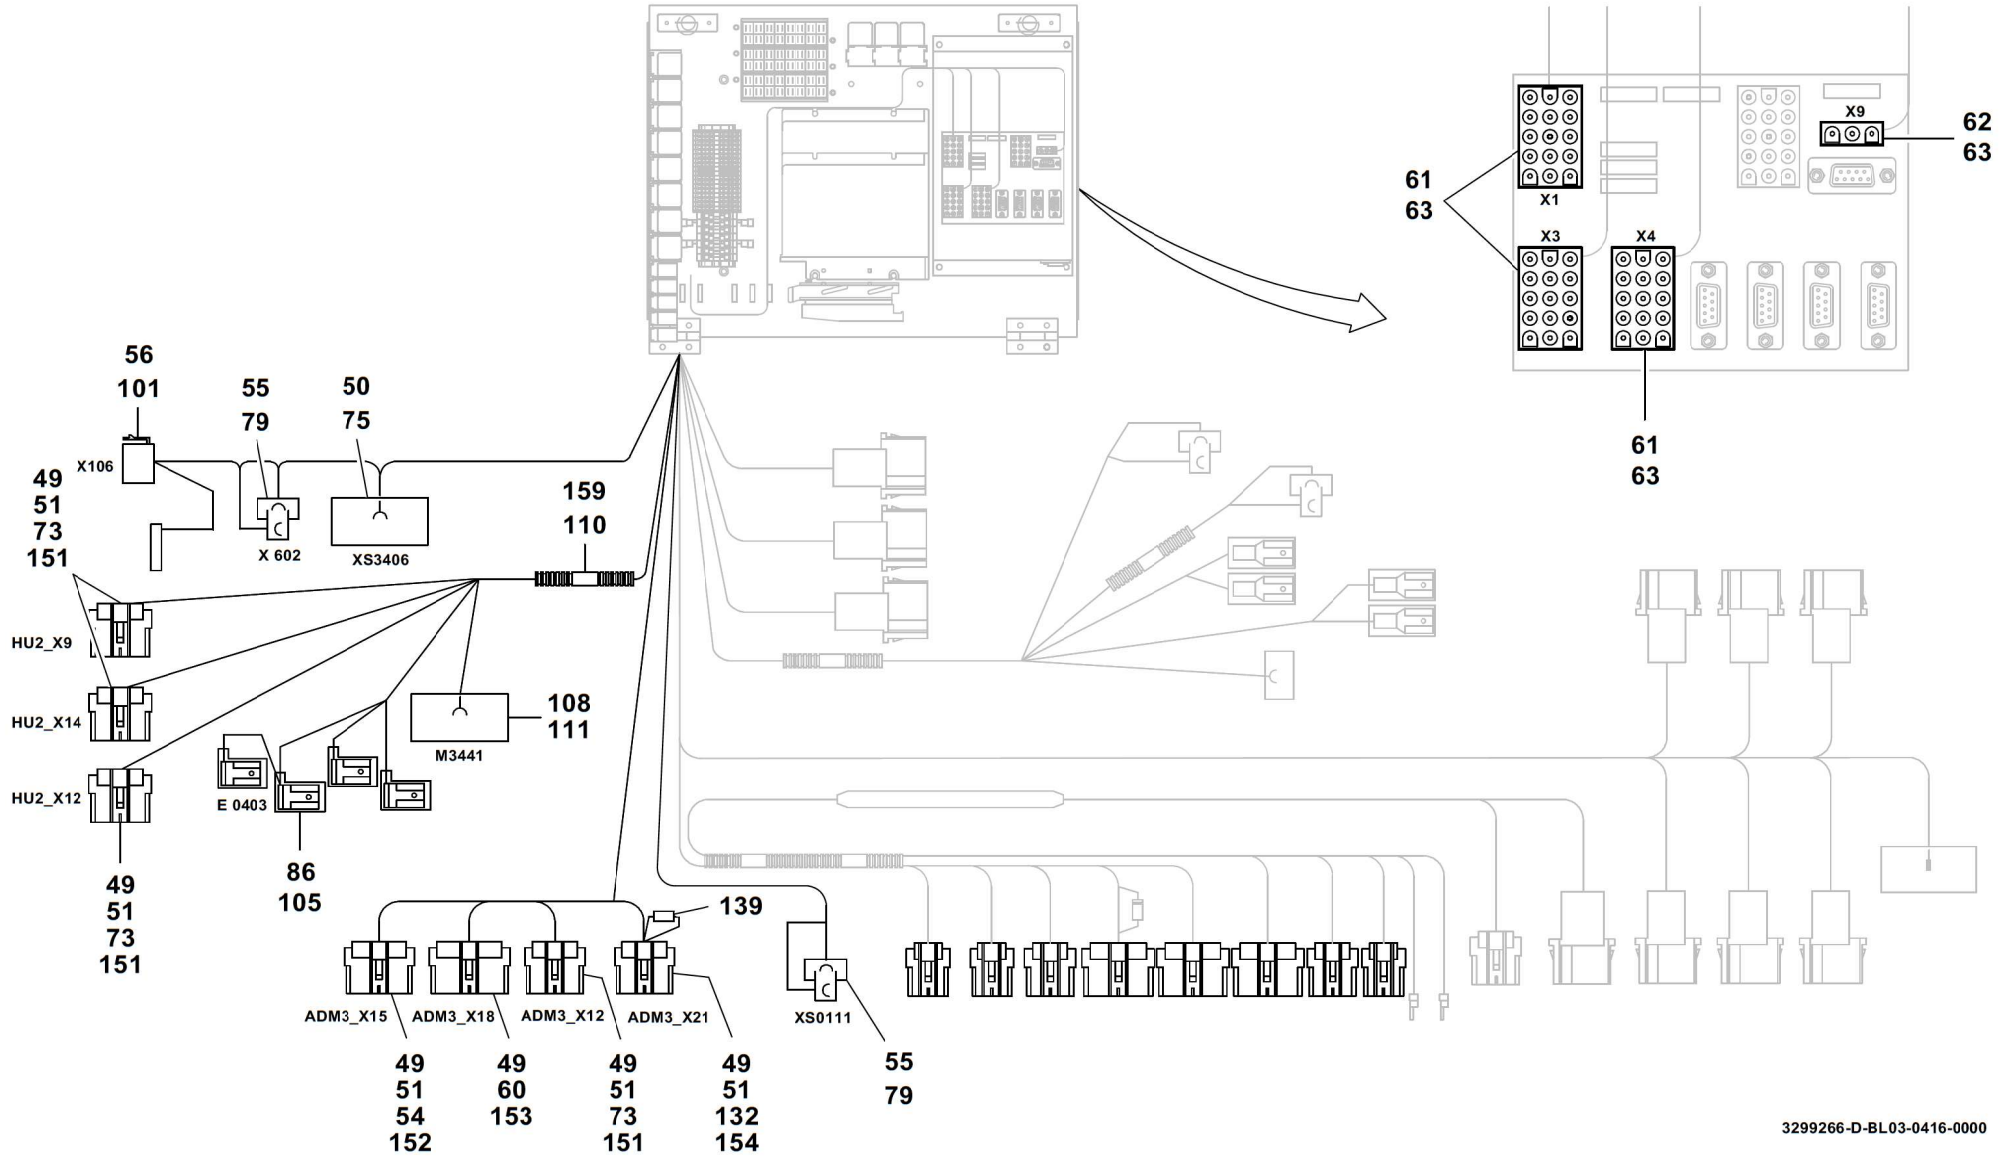 X9
62
63
61
63
X1
X3
X4
61
63
56
101
55
79
50
75
X106
49
51
73
151
X 602
XS3406
159
110
HU2_X9
HU2_X14
HU2_X12
108
111
M3441
E 0403
86
105
49
51
73
151
139
ADM3_X15
ADM3_X18
ADM3_X12
ADM3_X21
XS0111
49
51
54
152
49
60
153
49
51
73
151
49
51
132
154
55
79
3299266-D-BL03-0416-0000